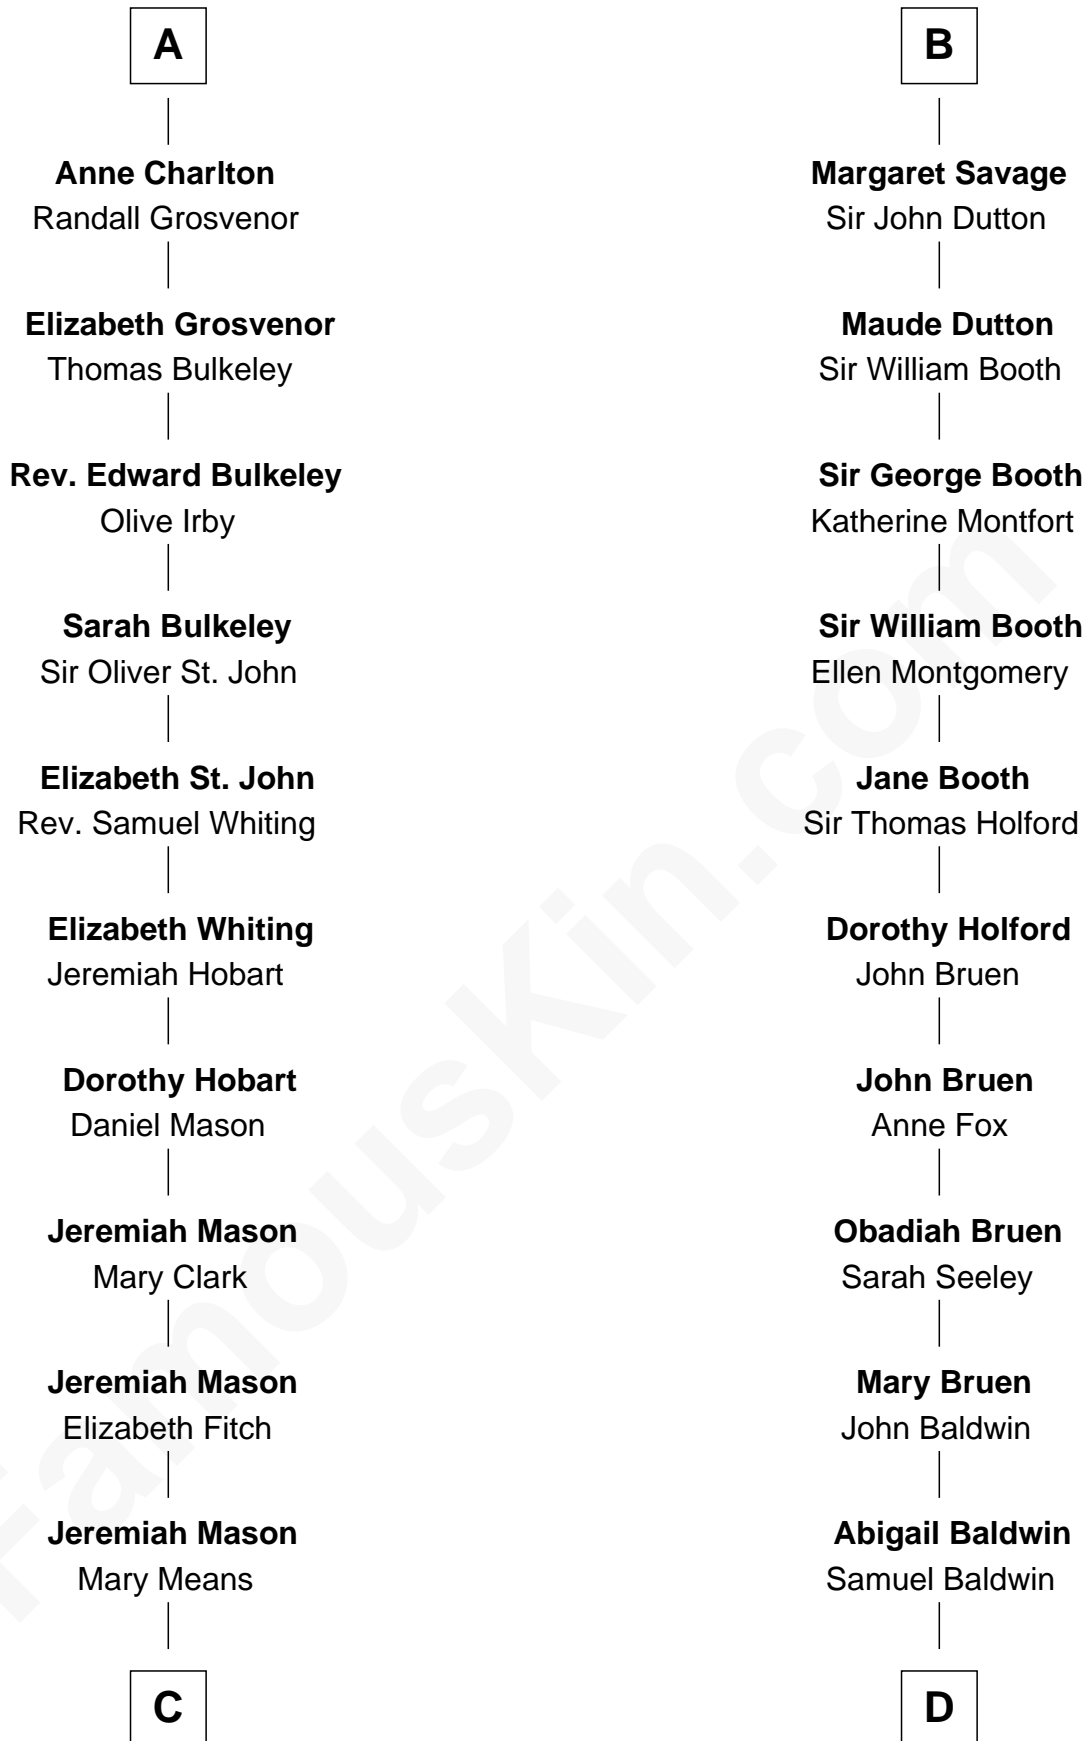 A
Anne Charlton
Randall Grosvenor
Elizabeth Grosvenor
Thomas Bulkeley
Rev. Edward Bulkeley
Olive Irby
Sarah Bulkeley
Sir Oliver St. John
Elizabeth St. John
Rev. Samuel Whiting
Elizabeth Whiting
Jeremiah Hobart
Dorothy Hobart
Daniel Mason
Jeremiah Mason
Mary Clark
Jeremiah Mason
Elizabeth Fitch
Jeremiah Mason
Mary Means
C
B
Margaret Savage
Sir John Dutton
Maude Dutton
Sir William Booth
Sir George Booth
Katherine Montfort
Sir William Booth
Ellen Montgomery
Jane Booth
Sir Thomas Holford
Dorothy Holford
John Bruen
John Bruen
Anne Fox
Obadiah Bruen
Sarah Seeley
Mary Bruen
John Baldwin
Abigail Baldwin
Samuel Baldwin
D
FamousKin.com